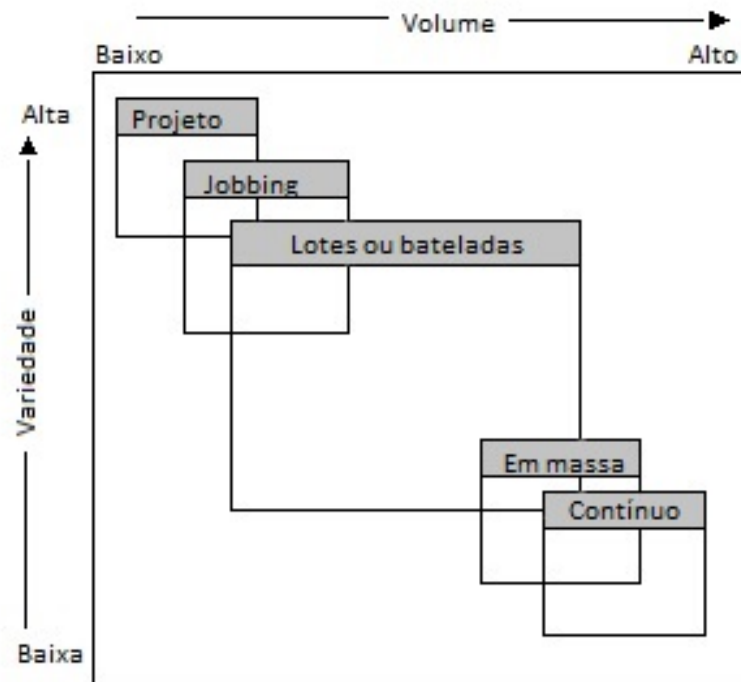 Volume
Baixo
Alto
Alta
Projeto
Jobbing
Lotes ou bateladas
Variedade
Em massa
Contínuo
Baixa